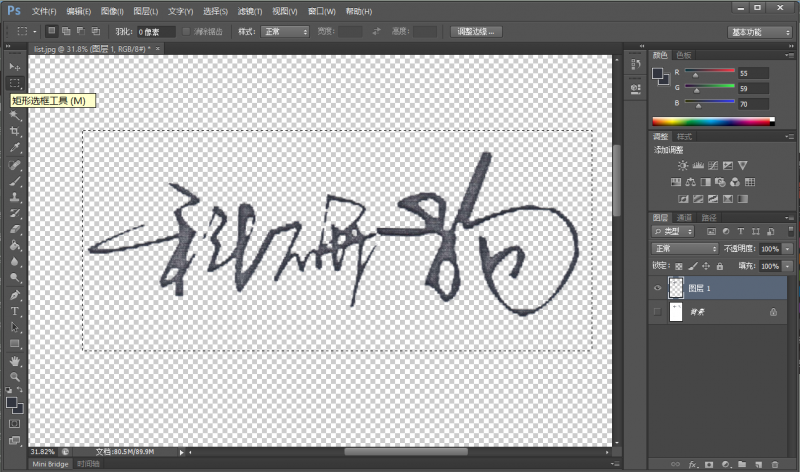 Ps 文件(F) 编辑(E) 图像(I) 图层(L) 文字(Y) 选择(S) 滤镜(T) 视图(V) 窗口(W) 帮助(H)
羽化: 0 像素 消除锯齿 样式: 正常 宽度: 高度: 调整边缘... 基本功能
list.jpg @ 31.8% (图层 1, RGB/8#) * ×
矩形选框工具 (M)
颜色 色板
R 55
G 59
B 70
调整 样式
添加调整
图层 通道 路径
类型
正常 不透明度: 100%
锁定: 填充: 100%
图层 1
背景
31.82% 文档:80.5M/89.9M
Mini Bridge 时间轴